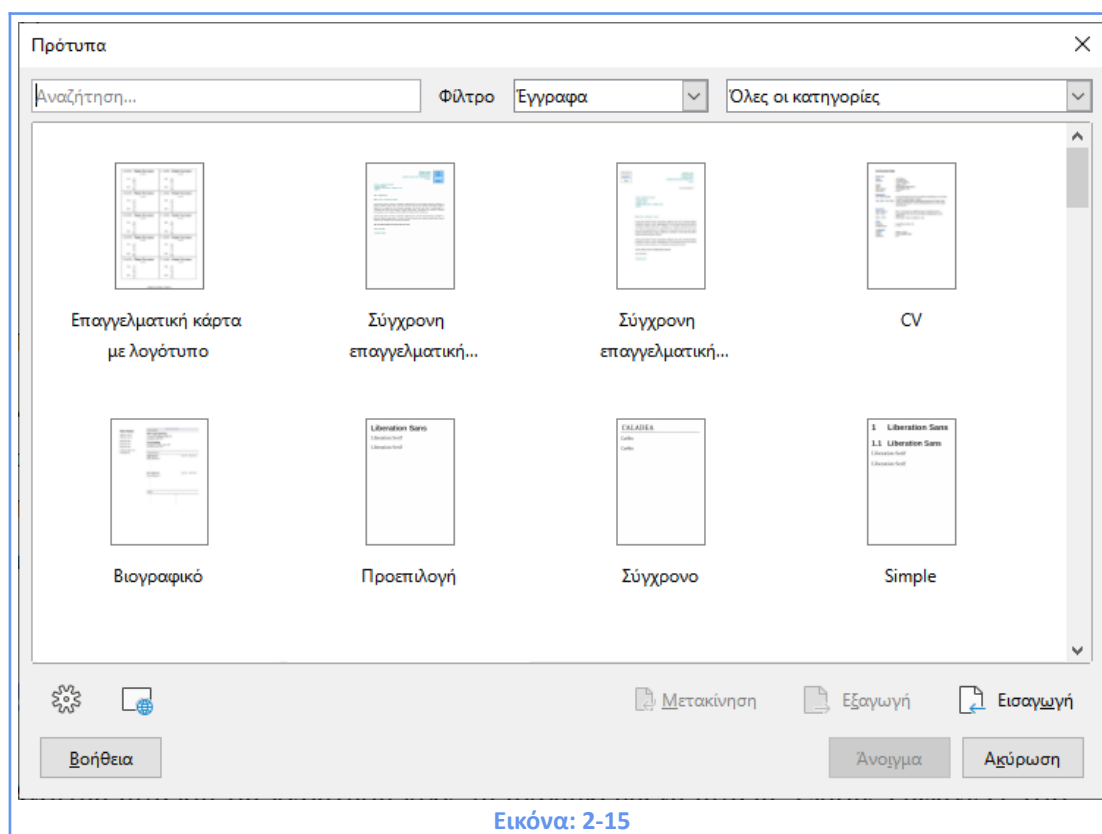 Πρότυπα
Αναζήτηση...
Φίλτρο
Έγγραφα
Όλες οι κατηγορίες
Επαγγελματική κάρτα
με λογότυπο
Σύγχρονη
επαγγελματική...
Σύγχρονη
επαγγελματική...
CV
Liberation Sans
Liberation Serif
Liberation Serif
CALADEA
Carlito
Carlito
1 Liberation Sans
1.1 Liberation Sans
Liberation Serif
Liberation Serif
Βιογραφικό
Προεπιλογή
Σύγχρονο
Simple
Μετακίνηση
Εξαγωγή
Εισαγωγή
Βοήθεια
Άνοιγμα
Ακύρωση
Εικόνα: 2-15